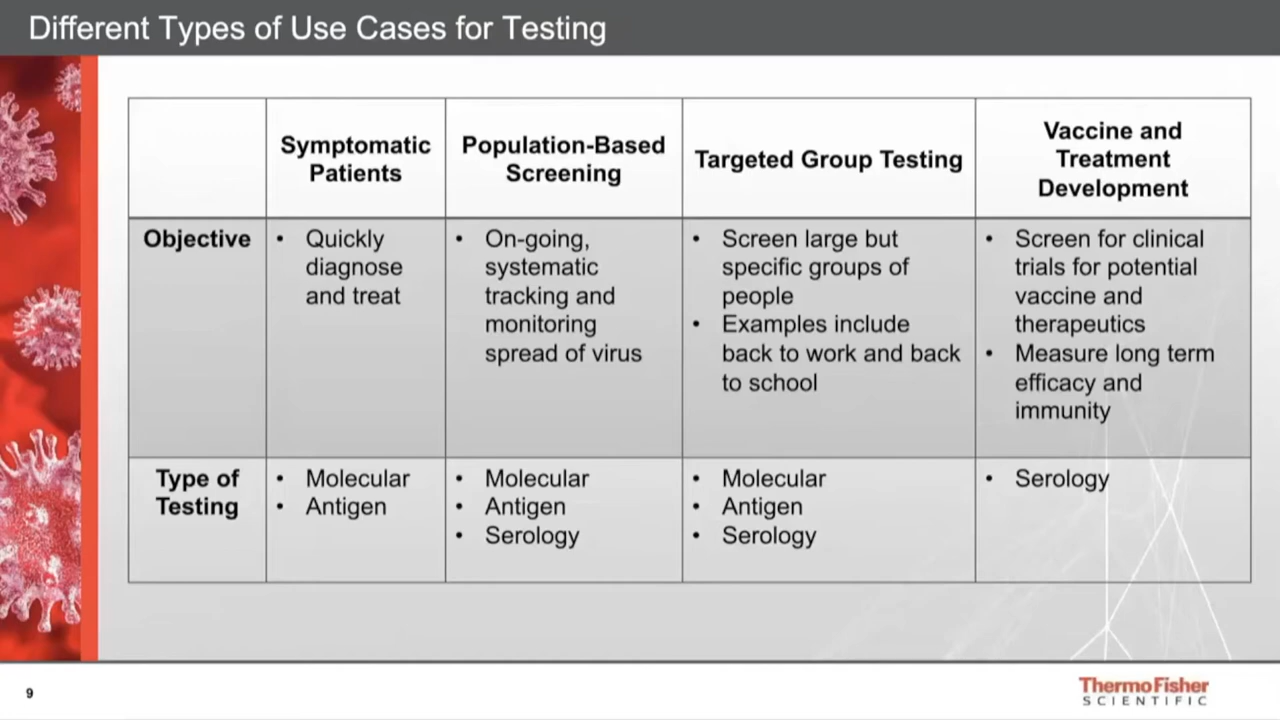 Different Types of Use Cases for Testing
Symptomatic
Patients
Population-Based
Screening
Targeted Group Testing
Vaccine and
Treatment
Development
Objective
• Quickly
diagnose
and treat
• On-going,
systematic
tracking and
monitoring
spread of virus
• Screen large but
specific groups of
people
• Examples include
back to work and back
to school
• Screen for clinical
trials for potential
vaccine and
therapeutics
• Measure long term
efficacy and
immunity
Type of
Testing
• Molecular
• Antigen
• Molecular
• Antigen
• Serology
• Molecular
• Antigen
• Serology
• Serology
9
ThermoFisher
SCIENTIFIC